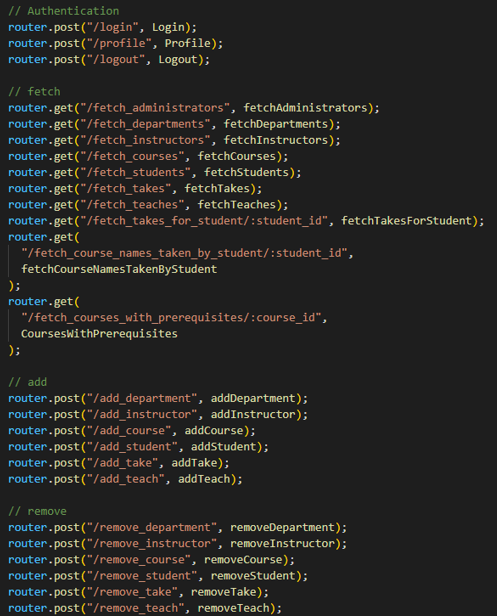 // Authentication
router.post("/login", Login);
router.post("/profile", Profile);
router.post("/logout", Logout);
// fetch
router.get("/fetch_administrators", fetchAdministrators);
router.get("/fetch_departments", fetchDepartments);
router.get("/fetch_instructors", fetchInstructors);
router.get("/fetch_courses", fetchCourses);
router.get("/fetch_students", fetchStudents);
router.get("/fetch_takes", fetchTakes);
router.get("/fetch_teaches", fetchTeaches);
router.get("/fetch_takes_for_student/:student_id", fetchTakesForStudent);
router.get(
"/fetch_course_names_taken_by_student/:student_id",
fetchCourseNamesTakenByStudent
);
router.get(
"/fetch_courses_with_prerequisites/:course_id",
CoursesWithPrerequisites
);
// add
router.post("/add_department", addDepartment);
router.post("/add_instructor", addInstructor);
router.post("/add_course", addCourse);
router.post("/add_student", addStudent);
router.post("/add_take", addTake);
router.post("/add_teach", addTeach);
// remove
router.post("/remove_department", removeDepartment);
router.post("/remove_instructor", removeInstructor);
router.post("/remove_course", removeCourse);
router.post("/remove_student", removeStudent);
router.post("/remove_take", removeTake);
router.post("/remove_teach", removeTeach);